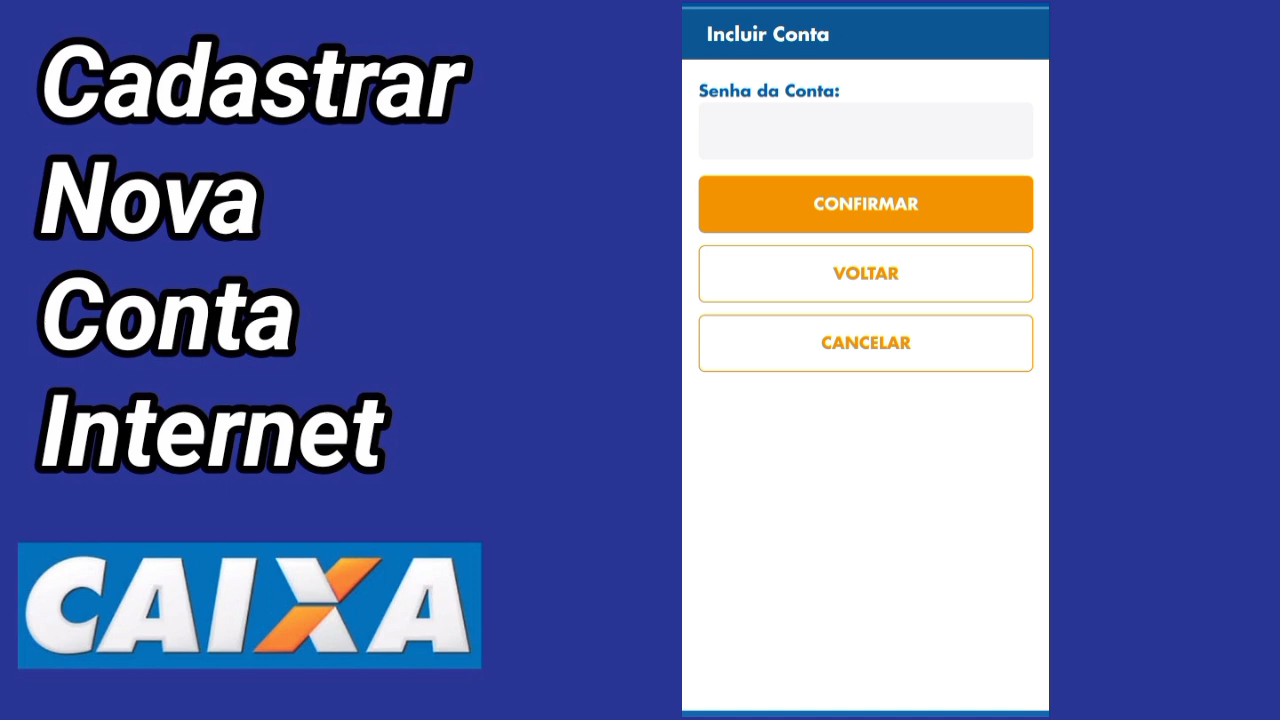 Cadastrar
Nova
Conta
Internet
CAIXA
Incluir Conta
Senha da Conta:
CONFIRMAR
VOLTAR
CANCELAR